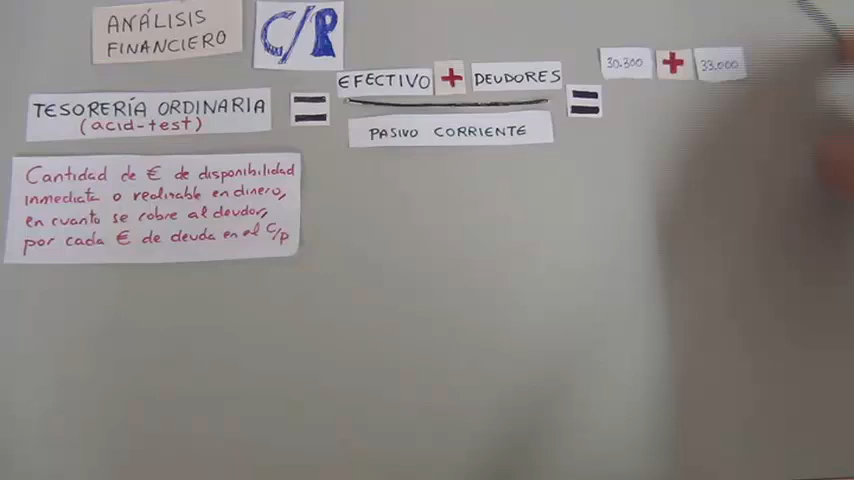 ANÁLISIS
FINANCIERO
C/P
TESORERÍA ORDINARIA
(acid-test)
=
EFECTIVO + DEUDORES
PASIVO CORRIENTE
=
30.300 + 33.000
Cantidad de € de disponibilidad
inmediata o realizable en dinero,
en cuanto se cobre al deudor,
por cada € de deuda en el C/p